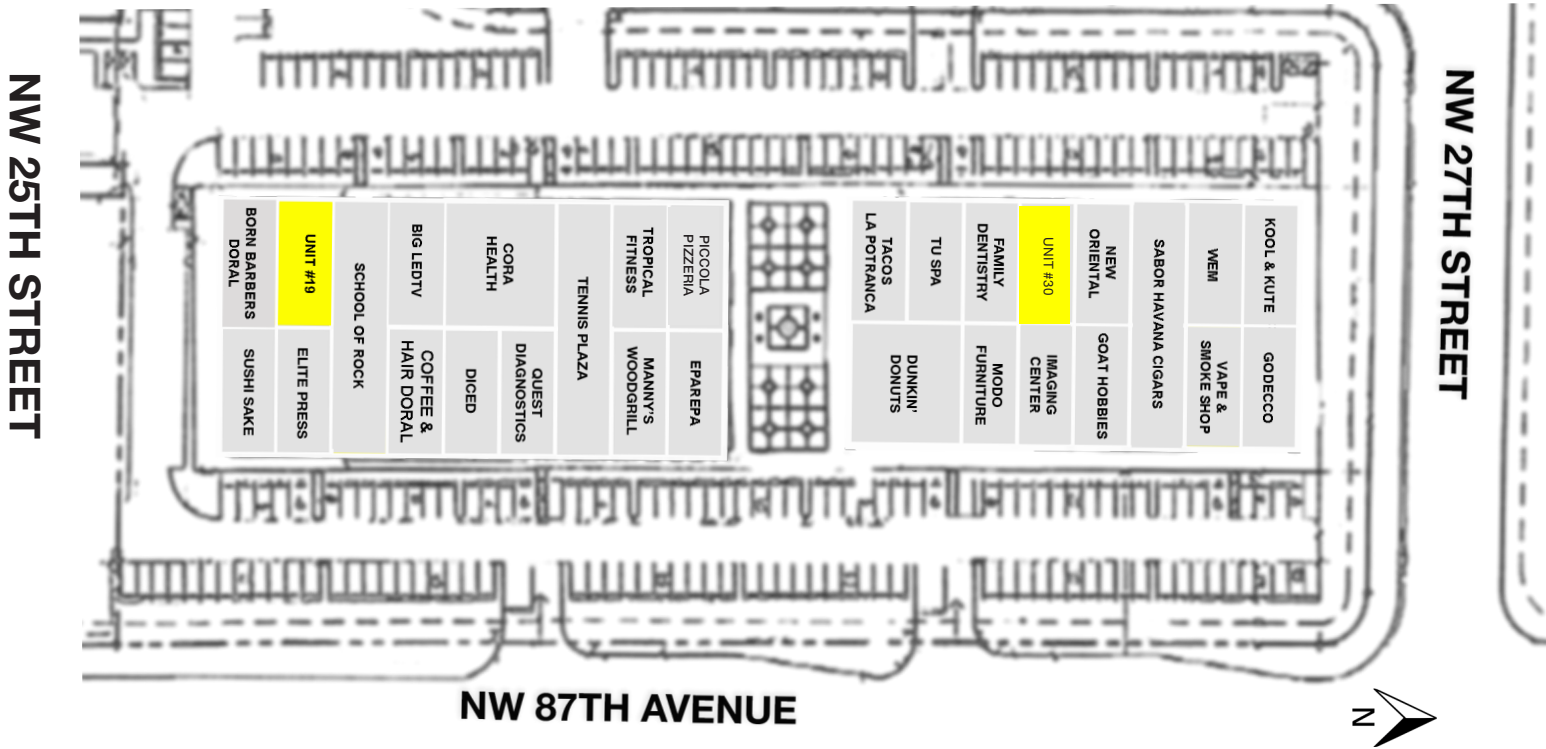 NW 25TH STREET
NW 27TH STREET
BORN BARBERS
DORAL
UNIT #19
SCHOOL OF ROCK
BIG LEDTV
CORA
HEALTH
TENNIS PLAZA
TROPICAL
FITNESS
PICCOLA
PIZZERIA
TACOS
LA POTRANCA
TU SPA
FAMILY
DENTISTRY
UNIT #30
NEW
ORIENTAL
SABOR HAVANA CIGARS
WEM
KOOL & KUTE
SUSHI SAKE
ELITE PRESS
COFFEE &
HAIR DORAL
DICED
QUEST
DIAGNOSTICS
MANNY'S
WOODGRILL
EPAREPA
DUNKIN'
DONUTS
MODO
FURNITURE
IMAGING
CENTER
GOAT HOBBIES
VAPE &
SMOKE SHOP
GODECCO
NW 87TH AVENUE
N